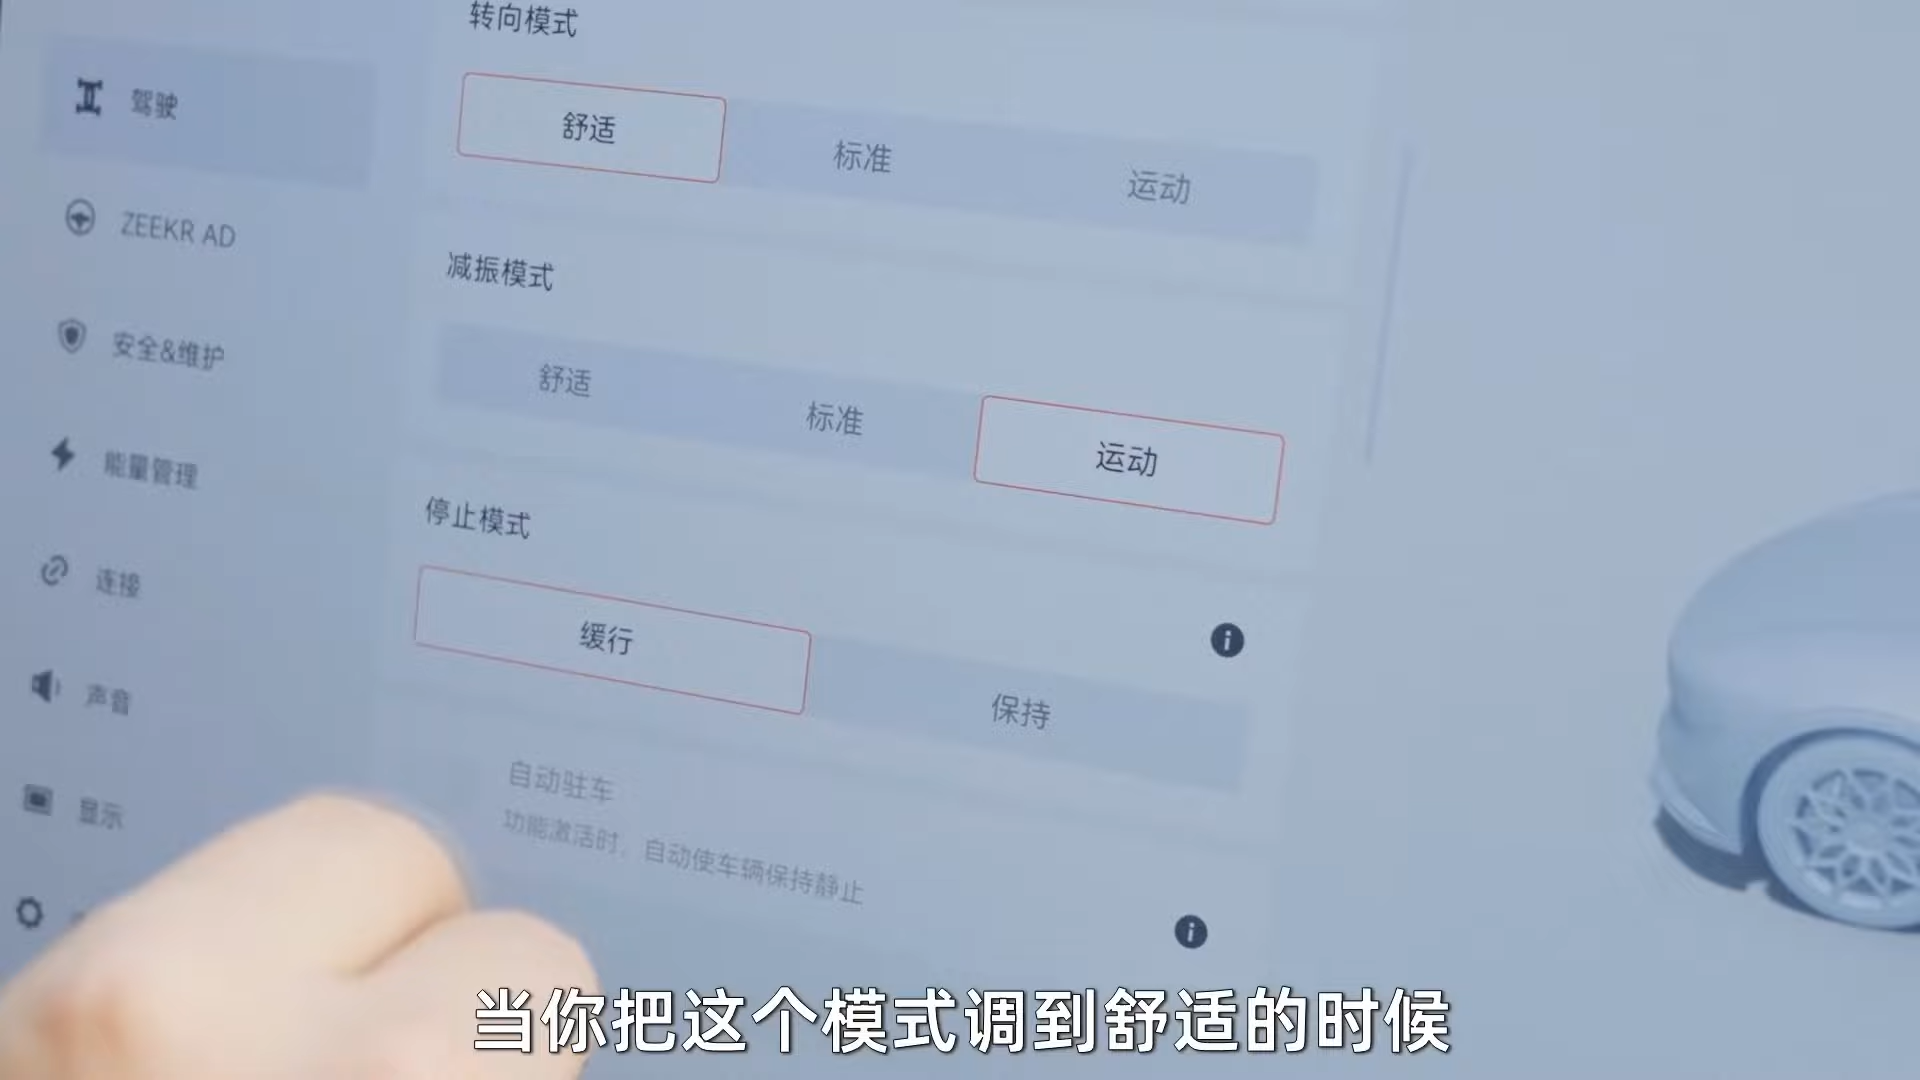 转向模式
驾驶
舒适
标准
运动
ZEEKR AD
减振模式
安全&维护
舒适
标准
运动
能量管理
停止模式
连接
缓行
保持
声音
自动驻车
显示
功能激活时，自动使车辆保持静止
当你把这个模式调到舒适的时候